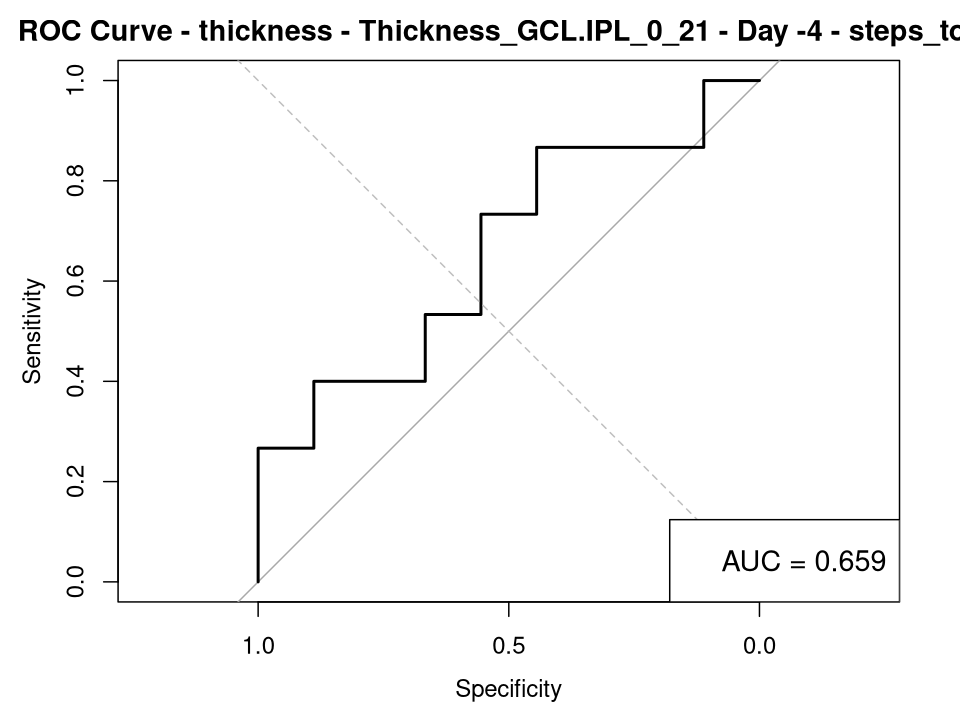 ROC Curve - thickness - Thickness_GCL.IPL_0_21 - Day -4 - steps_to
Sensitivity
1.0
0.8
0.6
0.4
0.2
0.0
AUC = 0.659
1.0 0.5 0.0
Specificity